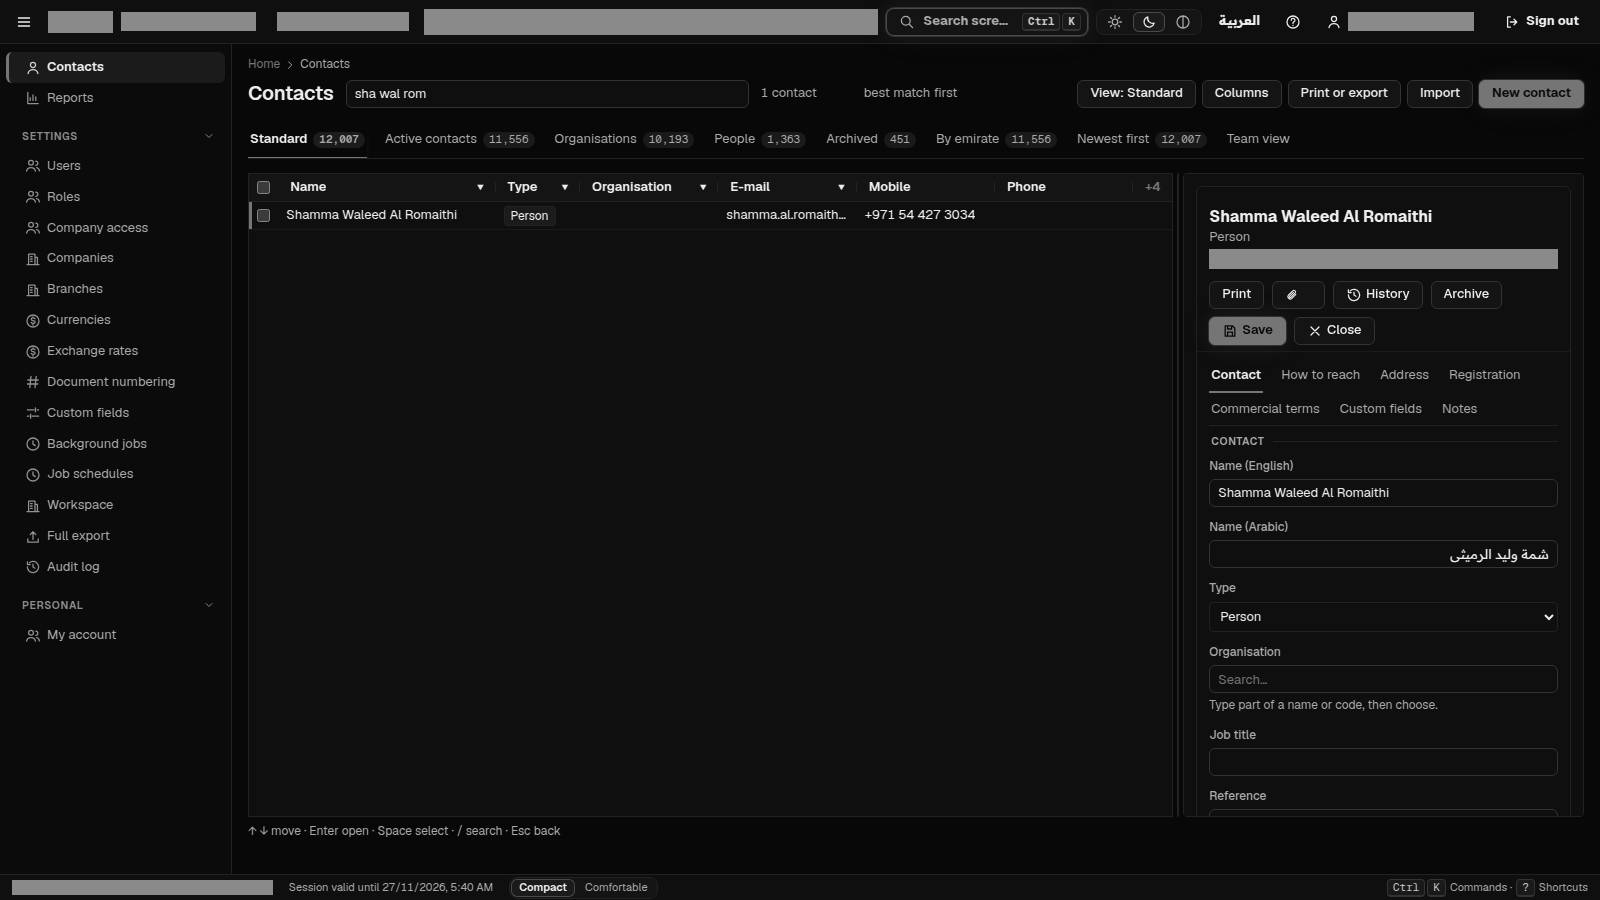 Search scre... Ctrl K العربية Sign out
Contacts
Reports
SETTINGS
Users
Roles
Company access
Companies
Branches
Currencies
Exchange rates
Document numbering
Custom fields
Background jobs
Job schedules
Workspace
Full export
Audit log
PERSONAL
My account
Home > Contacts
Contacts sha wal rom 1 contact best match first View: Standard Columns Print or export Import New contact
Standard 12,007 Active contacts 11,556 Organisations 10,193 People 1,363 Archived 451 By emirate 11,556 Newest first 12,007 Team view
Name Type Organisation E-mail Mobile Phone +4
Shamma Waleed Al Romaithi Person shamma.al.romaith... +971 54 427 3034
↑↓ move · Enter open · Space select · / search · Esc back
Shamma Waleed Al Romaithi
Person
Print History Archive
Save Close
Contact How to reach Address Registration
Commercial terms Custom fields Notes
CONTACT
Name (English)
Shamma Waleed Al Romaithi
Name (Arabic)
شمة وليد الرميثي
Type
Person
Organisation
Search...
Type part of a name or code, then choose.
Job title
Reference
Session valid until 27/11/2026, 5:40 AM Compact Comfortable Ctrl K Commands · ? Shortcuts